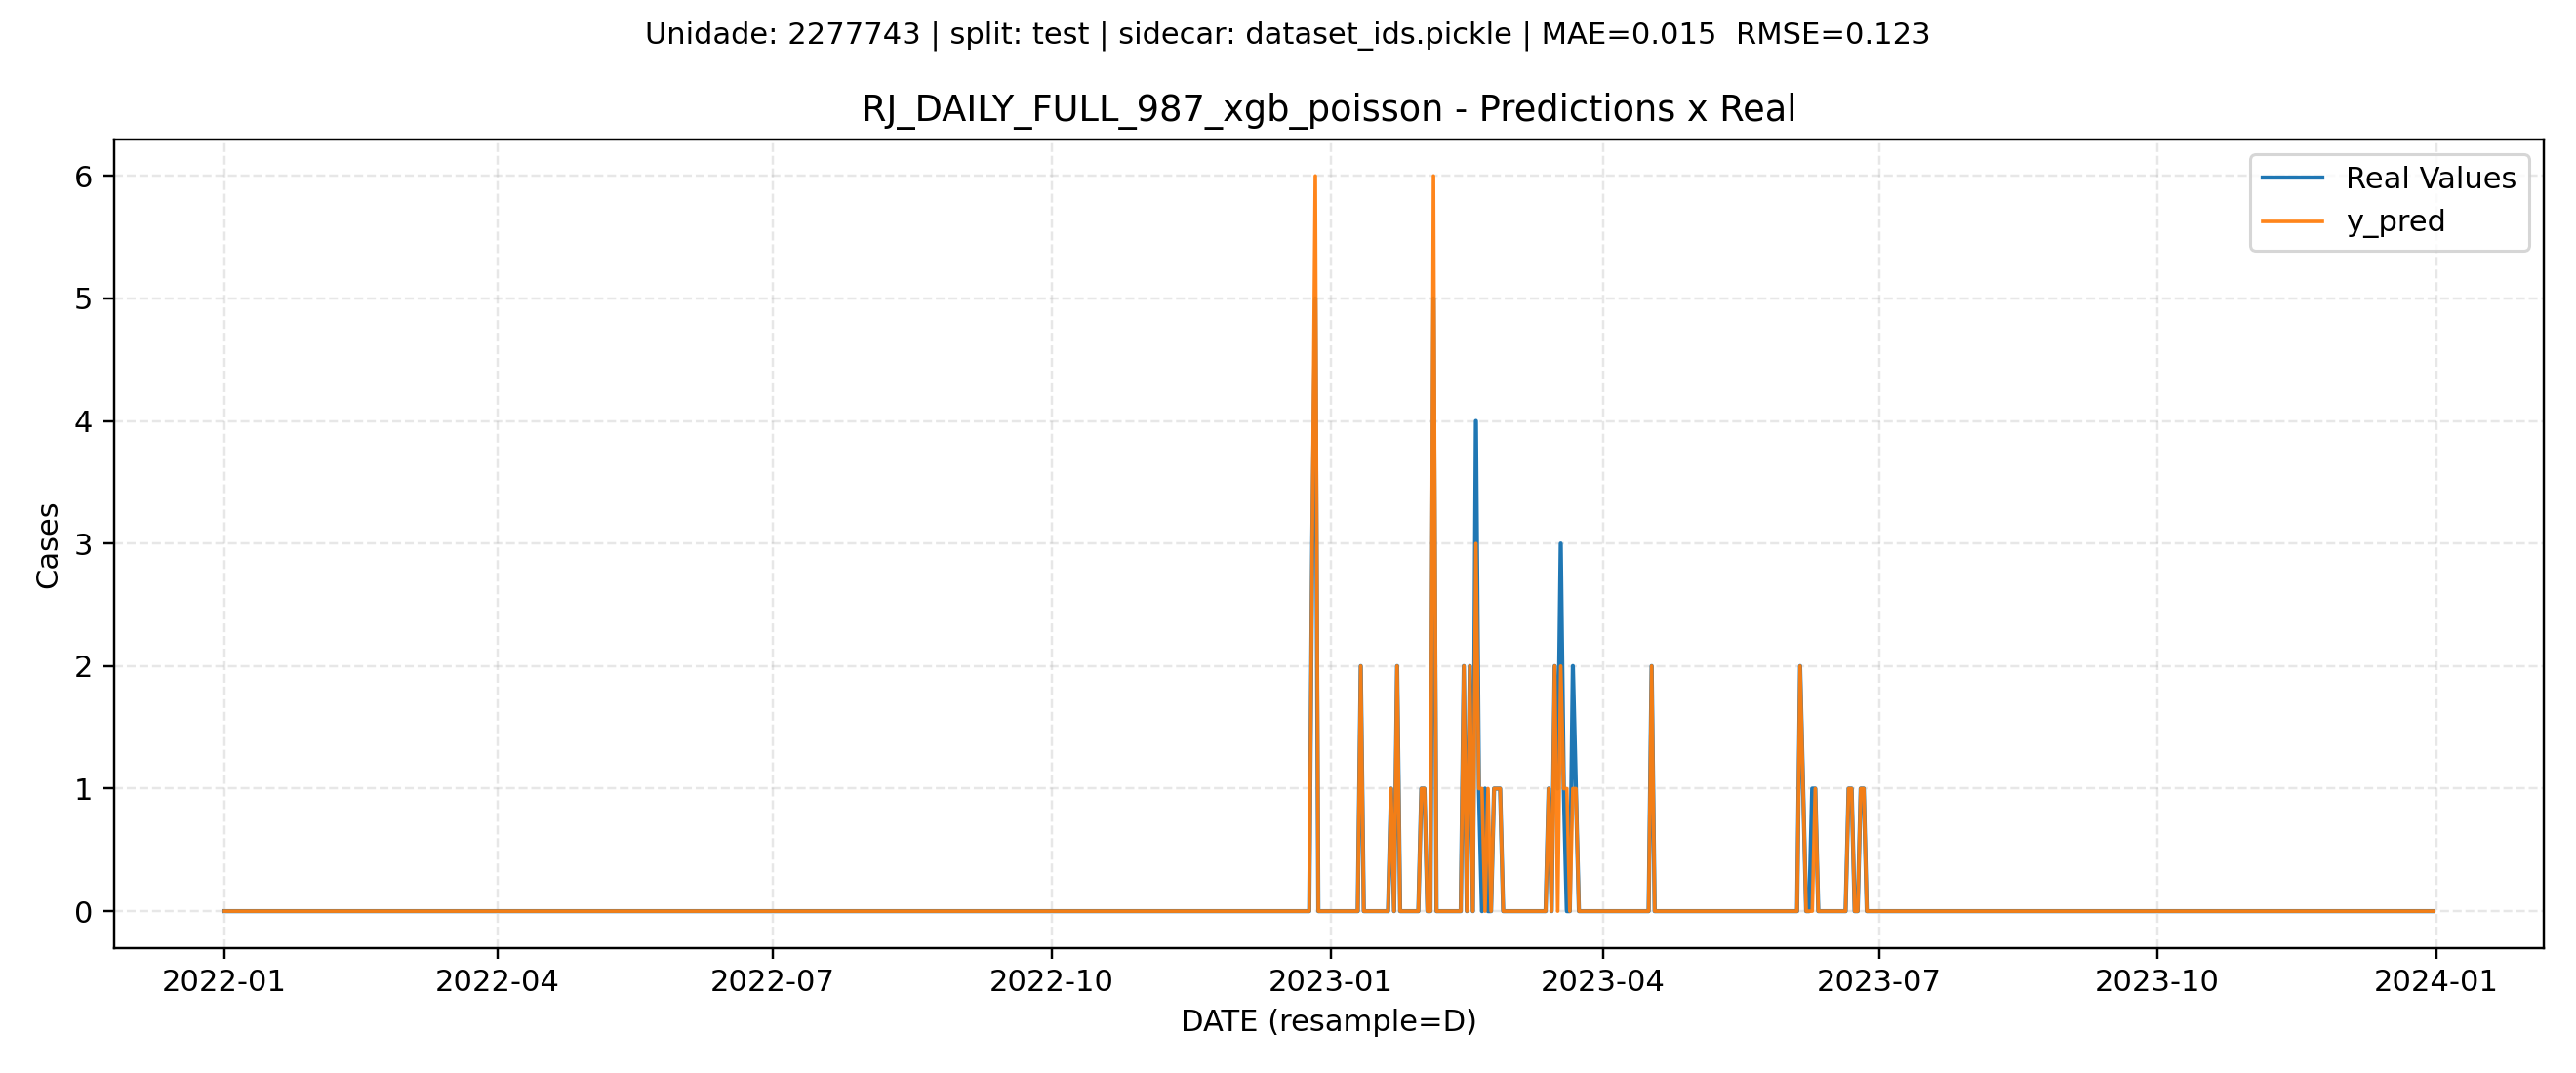 Unidade: 2277743 | split: test | sidecar: dataset_ids.pickle | MAE=0.015  RMSE=0.123
RJ_DAILY_FULL_987_xgb_poisson - Predictions x Real
Real Values
y_pred
6
5
4
3
2
1
0
Cases
2022-01
2022-04
2022-07
2022-10
2023-01
2023-04
2023-07
2023-10
2024-01
DATE (resample=D)